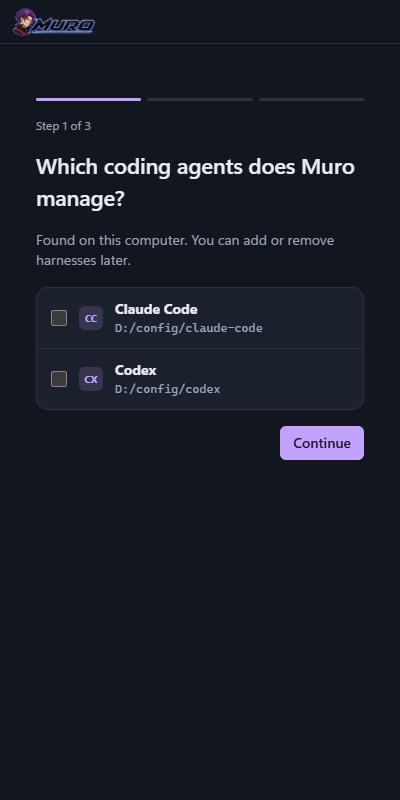 MURO
Step 1 of 3
Which coding agents does Muro
manage?
Found on this computer. You can add or remove
harnesses later.
CC
Claude Code
D:/config/claude-code
CX
Codex
D:/config/codex
Continue